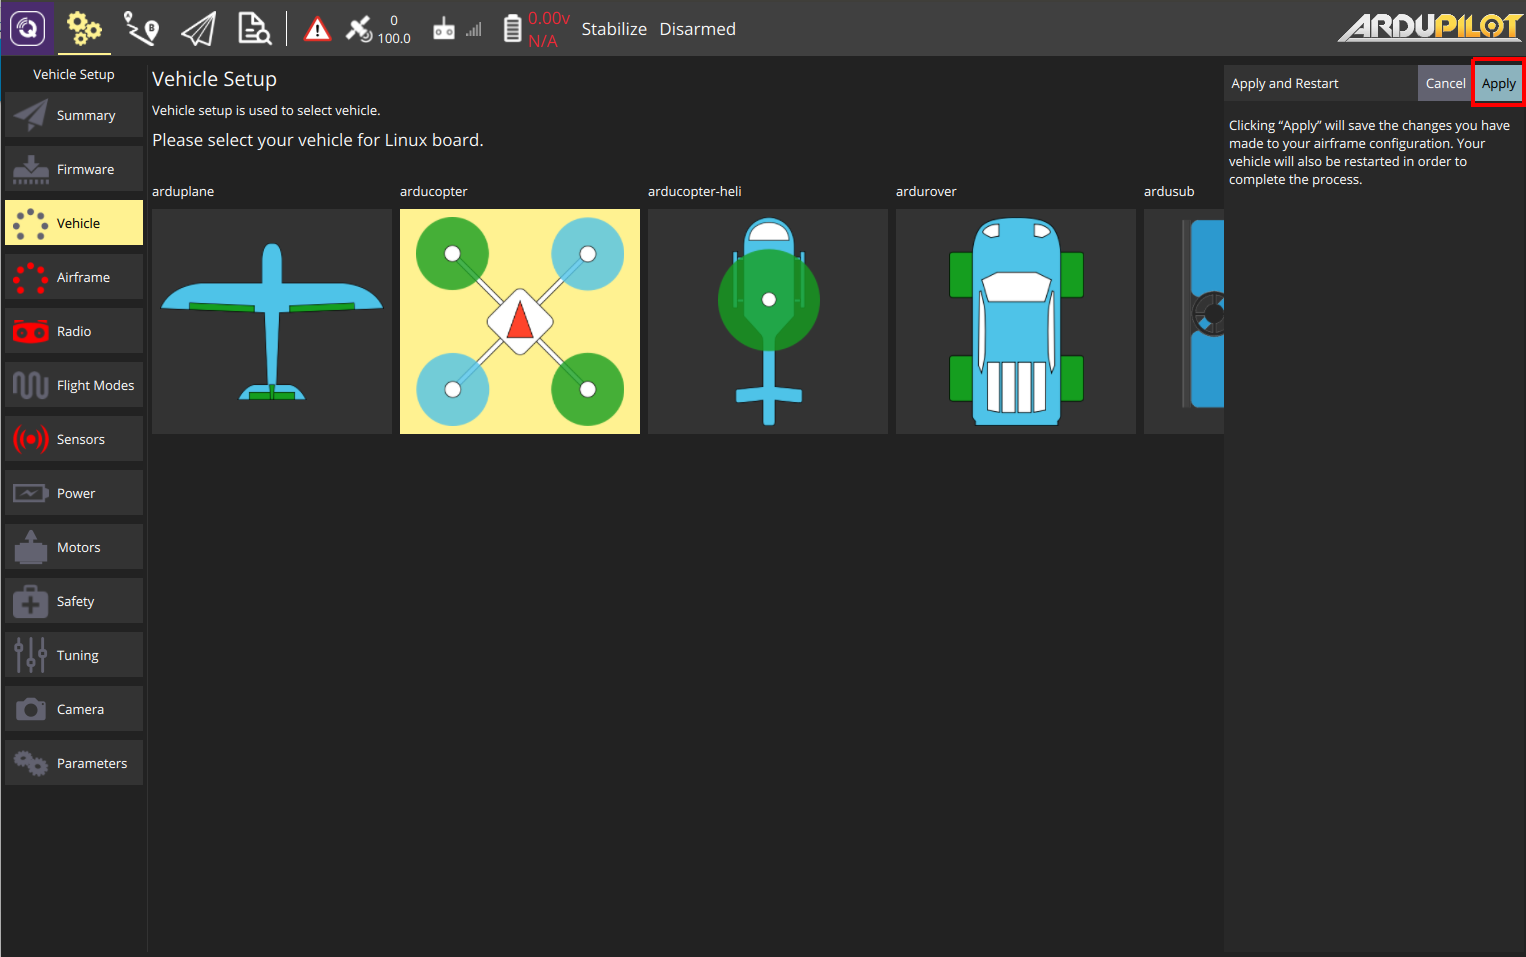 0
100.0
0.00v
N/A
Stabilize Disarmed
ARDUPILOT
Vehicle Setup
Summary
Firmware
Vehicle
Airframe
Radio
Flight Modes
Sensors
Power
Motors
Safety
Tuning
Camera
Parameters
Vehicle Setup
Vehicle setup is used to select vehicle.
Please select your vehicle for Linux board.
arduplane
arducopter
arducopter-heli
ardurover
ardusub
Apply and Restart
Cancel
Apply
Clicking “Apply” will save the changes you have
made to your airframe configuration. Your
vehicle will also be restarted in order to
complete the process.